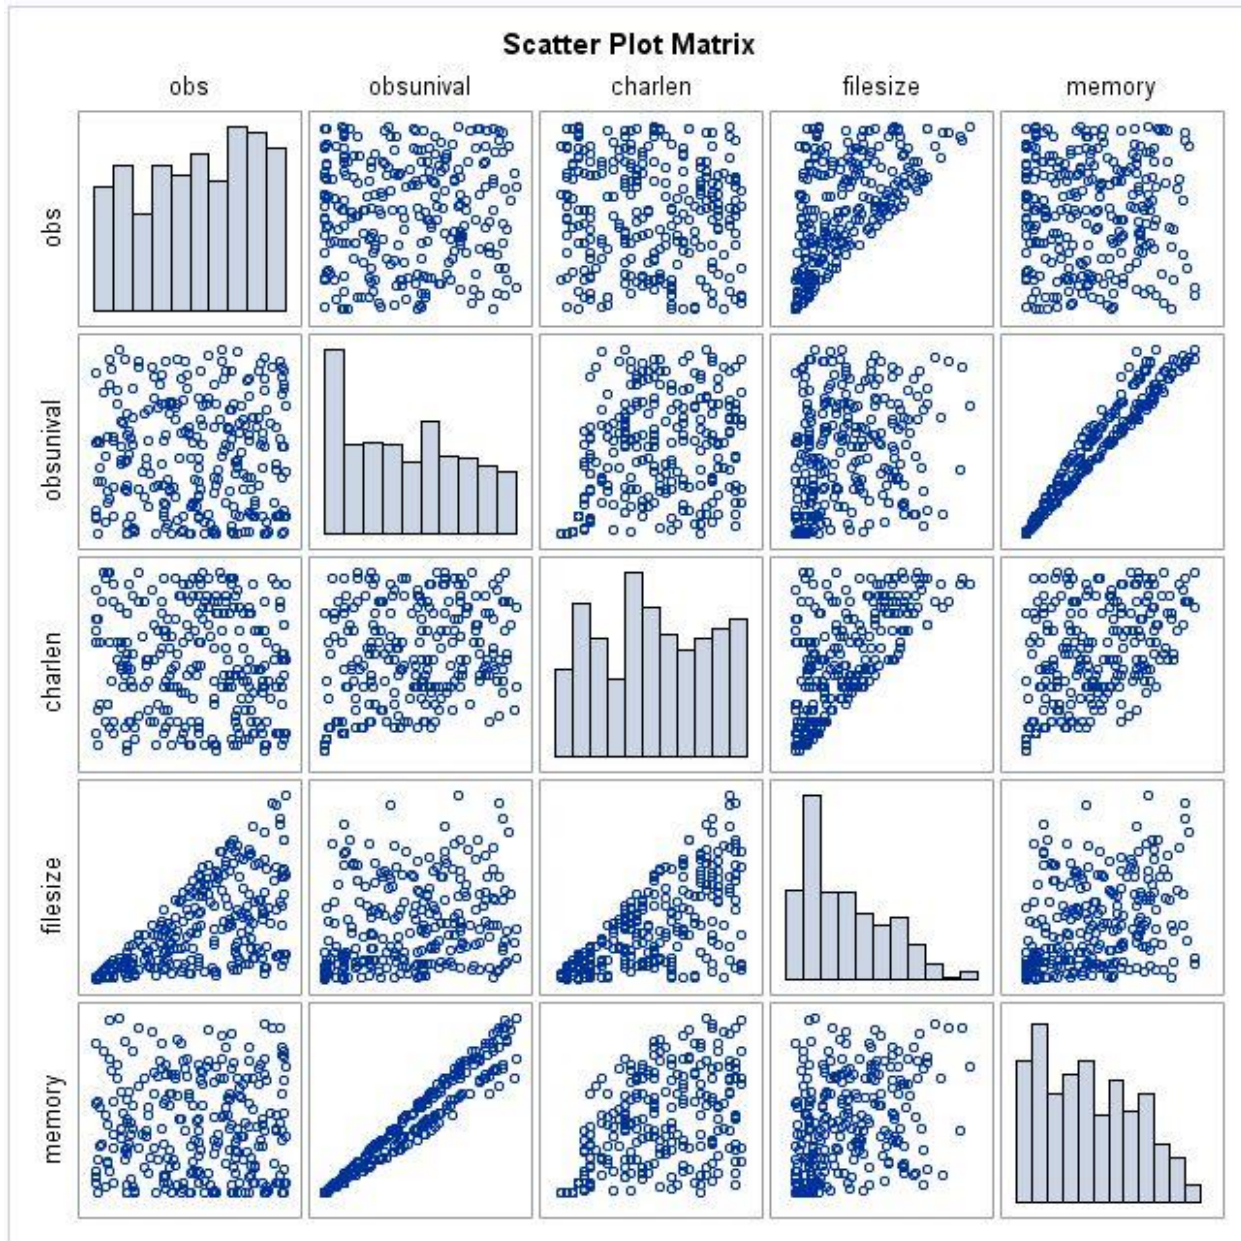 Scatter Plot Matrix
obs obsunival charlen filesize memory
obs
obsunival
charlen
filesize
memory